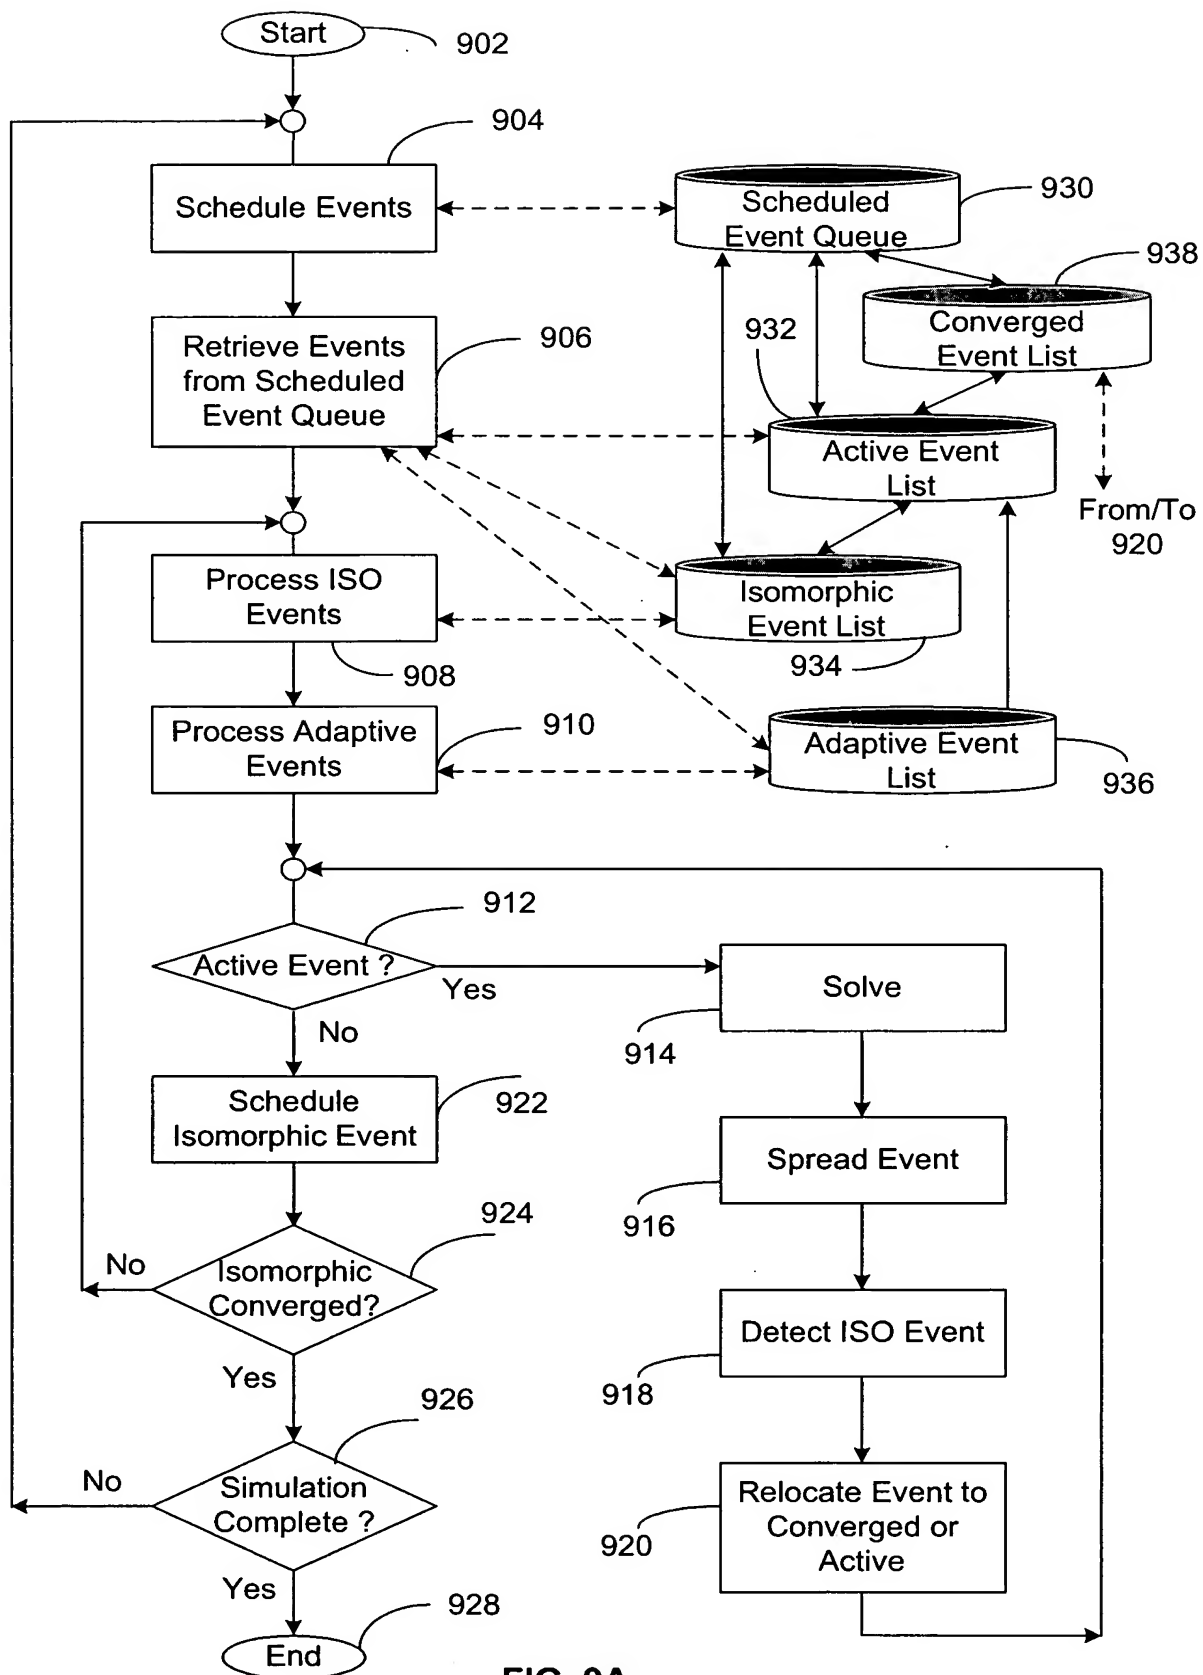 Start
902
904
Schedule Events
Scheduled
Event Queue
930
938
Converged
Event List
932
Retrieve Events
from Scheduled
Event Queue
906
Active Event
List
From/To
920
Process ISO
Events
908
Isomorphic
Event List
934
Process Adaptive
Events
910
Adaptive Event
List
936
912
Active Event ?
Yes
No
Solve
914
Schedule
Isomorphic Event
922
Spread Event
916
924
Isomorphic
Converged?
No
Yes
Detect ISO Event
918
926
Simulation
Complete ?
No
Yes
Relocate Event to
Converged or
Active
920
928
End
FIG. 9A